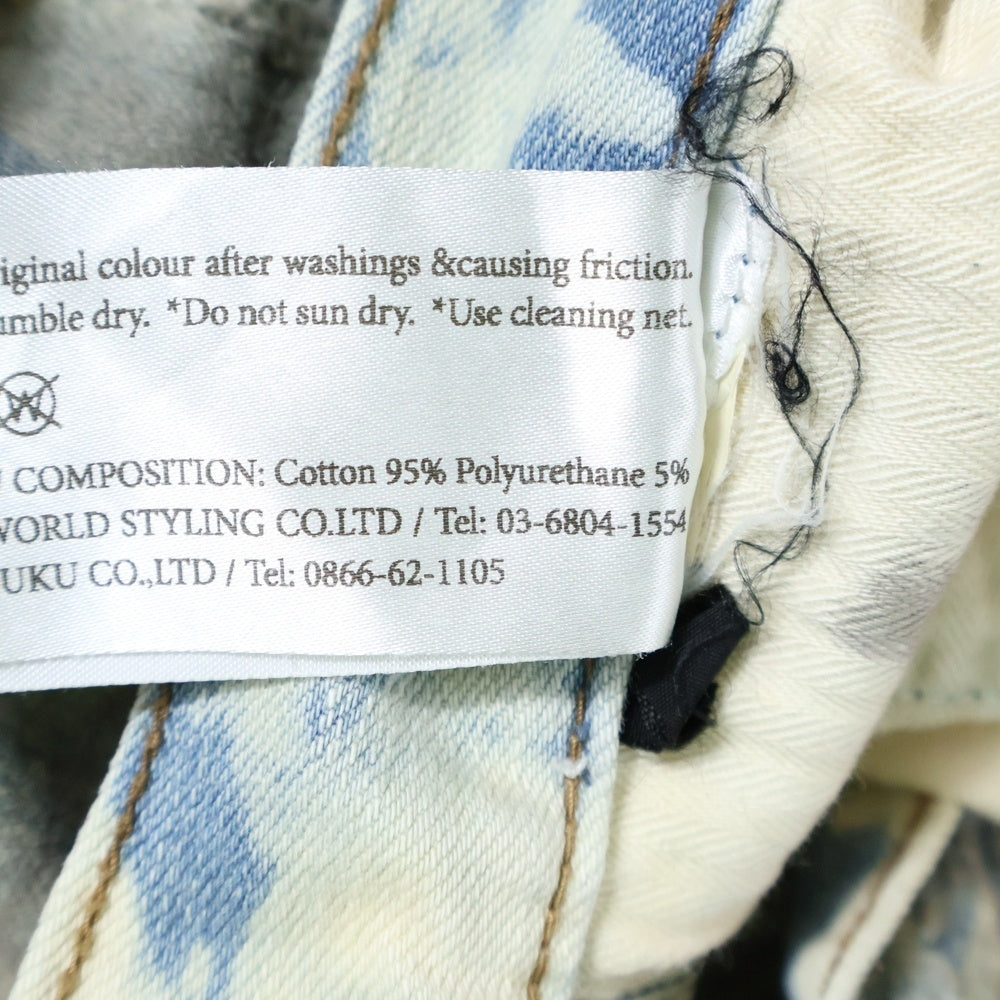 iginal colour after washings &causing friction.
umble dry. *Do not sun dry. *Use cleaning net.
W
COMPOSITION: Cotton 95% Polyurethane 5%
WORLD STYLING CO.LTD / Tel: 03-6804-1554
UKU CO.,LTD / Tel: 0866-62-1105